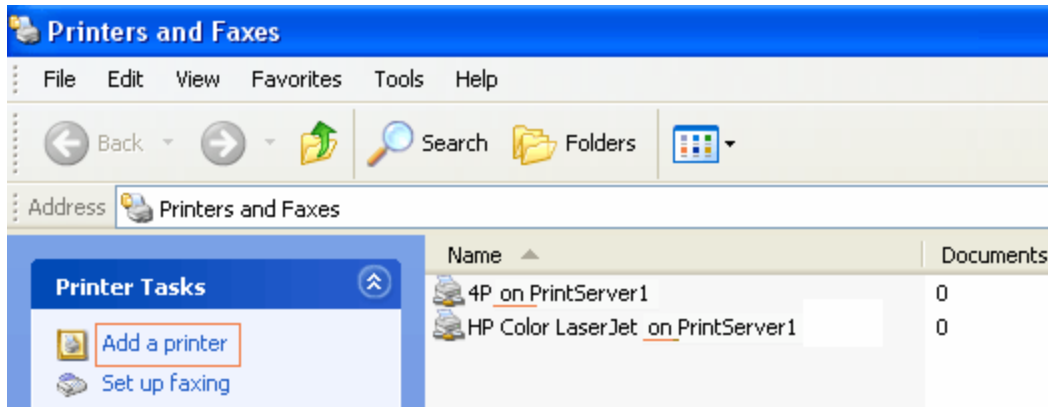 Printers and Faxes
File Edit View Favorites Tools Help
Back Search Folders
Address Printers and Faxes
Name Documents
Printer Tasks
4P on PrintServer1 0
HP Color LaserJet on PrintServer1 0
Add a printer
Set up faxing